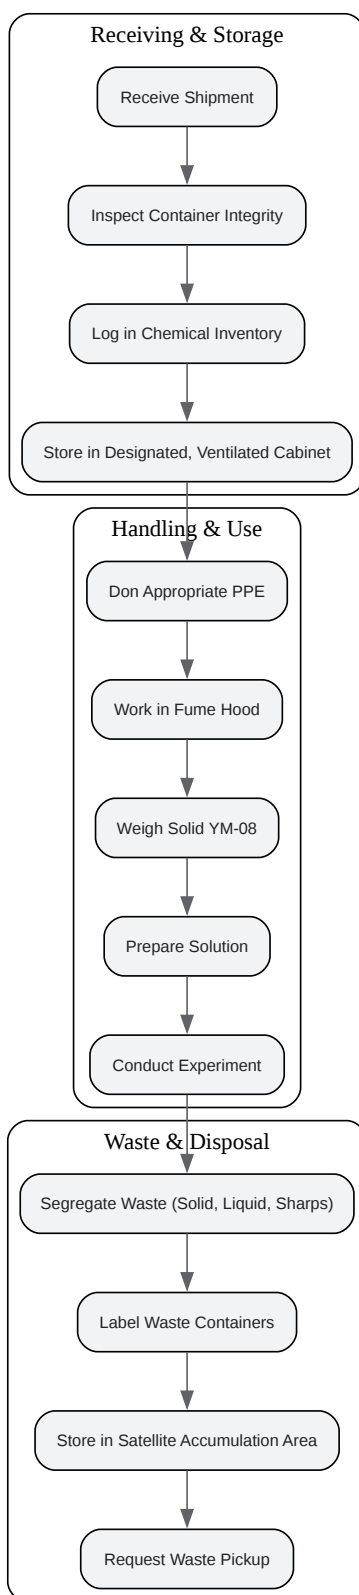 Receiving & Storage
Receive Shipment
Inspect Container Integrity
Log in Chemical Inventory
Store in Designated, Ventilated Cabinet
Handling & Use
Don Appropriate PPE
Work in Fume Hood
Weigh Solid YM-08
Prepare Solution
Conduct Experiment
Waste & Disposal
Segregate Waste (Solid, Liquid, Sharps)
Label Waste Containers
Store in Satellite Accumulation Area
Request Waste Pickup